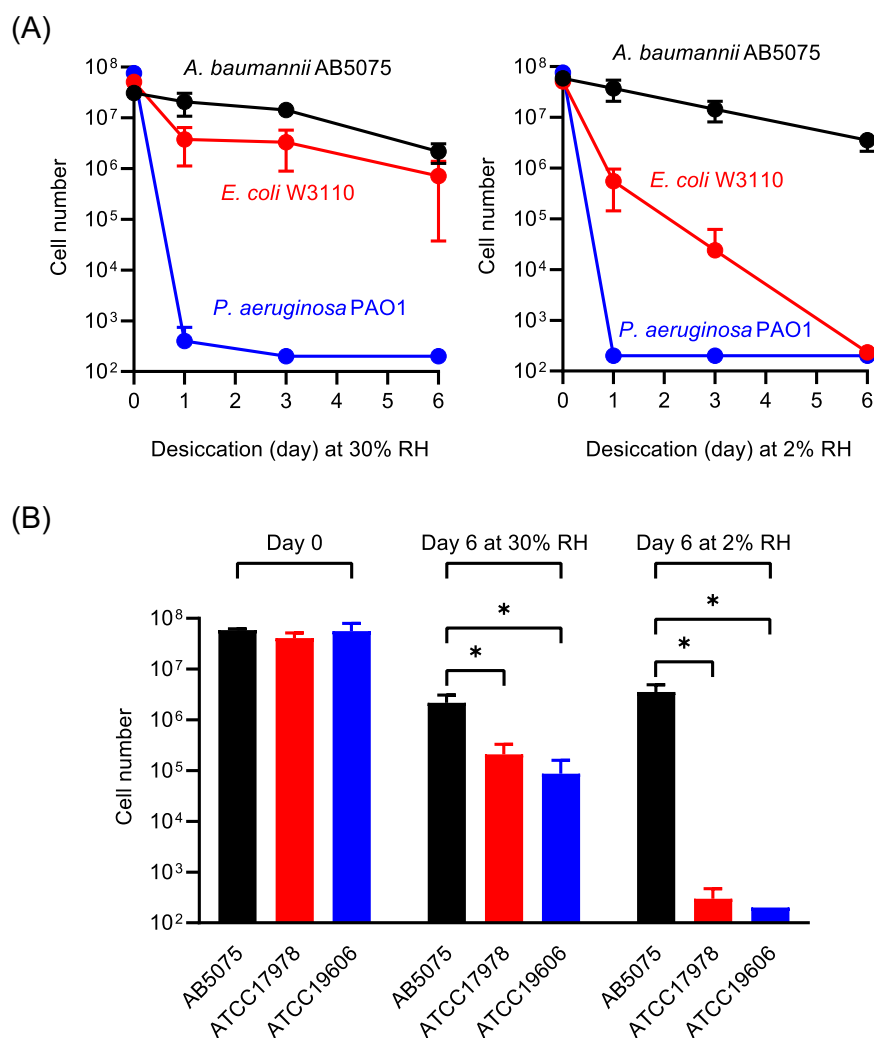 (A)
A. baumannii AB5075
E. coli W3110
P. aeruginosa PAO1
Cell number
10⁸
10⁷
10⁶
10⁵
10⁴
10³
10²
0 1 2 3 4 5 6
Desiccation (day) at 30% RH
A. baumannii AB5075
E. coli W3110
P. aeruginosa PAO1
Cell number
10⁸
10⁷
10⁶
10⁵
10⁴
10³
10²
0 1 2 3 4 5 6
Desiccation (day) at 2% RH
(B)
Day 0 Day 6 at 30% RH Day 6 at 2% RH
* *
* *
Cell number
10⁸
10⁷
10⁶
10⁵
10⁴
10³
10²
AB5075 ATCC17978 ATCC19606 AB5075 ATCC17978 ATCC19606 AB5075 ATCC17978 ATCC19606